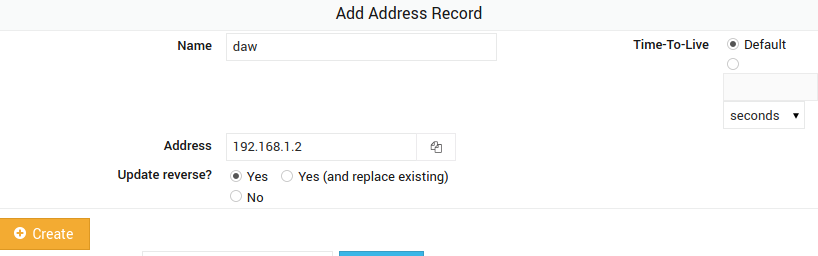 Add Address Record
Name daw Time-To-Live Default
seconds
Address 192.168.1.2
Update reverse? Yes Yes (and replace existing)
No
Create